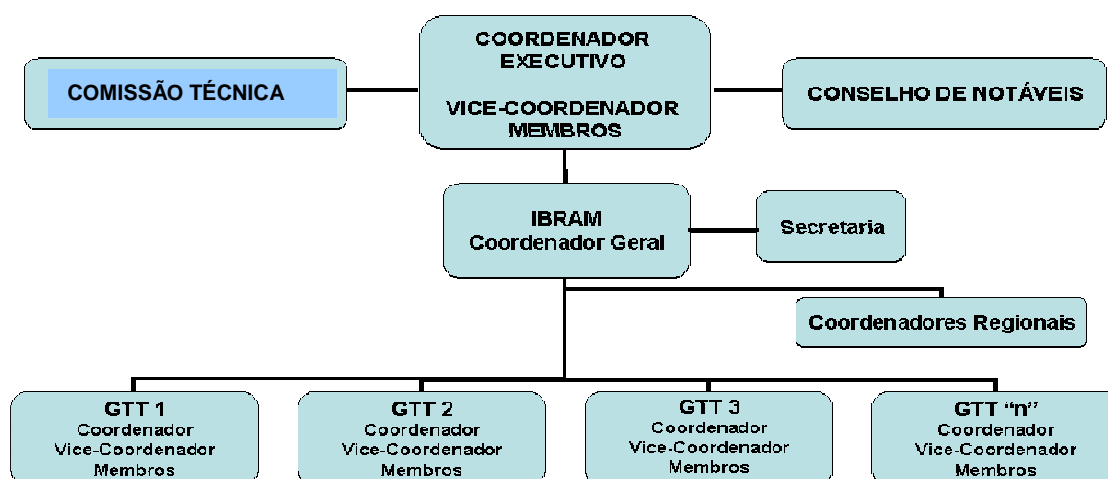 COORDENADOR
EXECUTIVO
VICE-COORDENADOR
MEMBROS
COMISSÃO TÉCNICA
CONSELHO DE NOTÁVEIS
IBRAM
Coordenador Geral
Secretaria
Coordenadores Regionais
GTT 1
Coordenador
Vice-Coordenador
Membros
GTT 2
Coordenador
Vice-Coordenador
Membros
GTT 3
Coordenador
Vice-Coordenador
Membros
GTT “n”
Coordenador
Vice-Coordenador
Membros